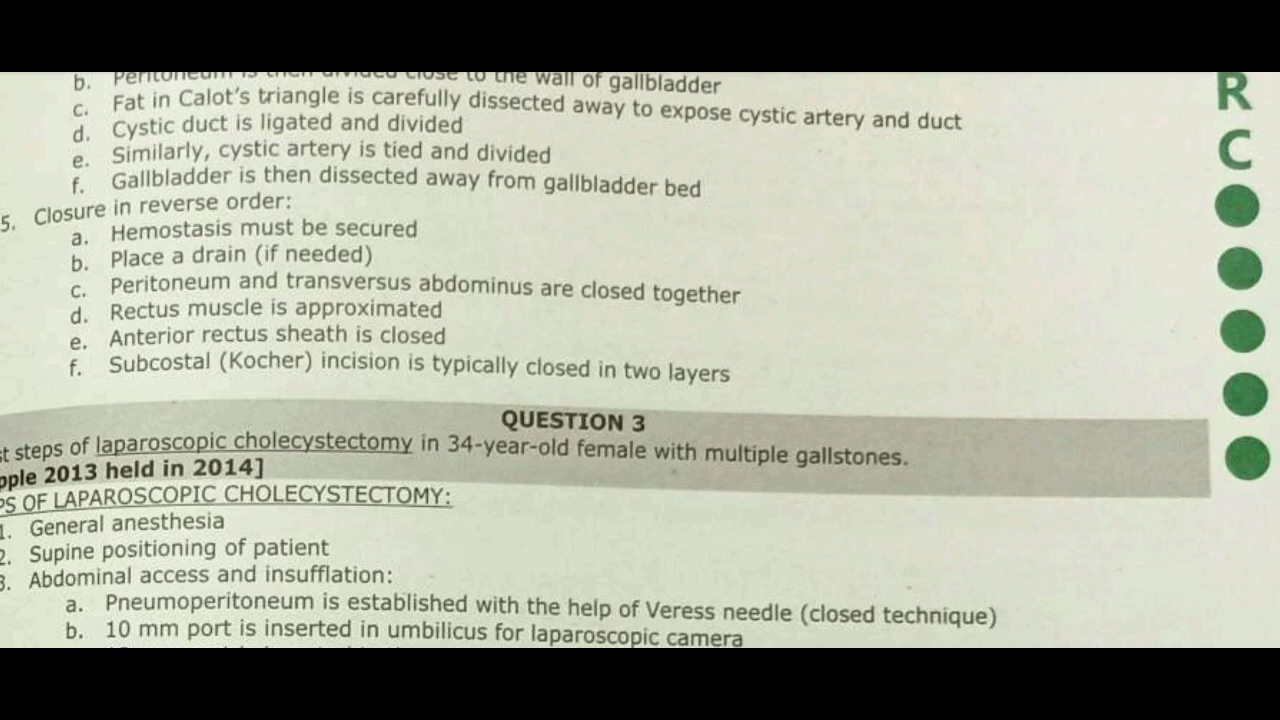 b. Peritoneum is then divided close to the wall of gallbladder
c. Fat in Calot's triangle is carefully dissected away to expose cystic artery and duct
d. Cystic duct is ligated and divided
e. Similarly, cystic artery is tied and divided
f. Gallbladder is then dissected away from gallbladder bed
5. Closure in reverse order:
a. Hemostasis must be secured
b. Place a drain (if needed)
c. Peritoneum and transversus abdominus are closed together
d. Rectus muscle is approximated
e. Anterior rectus sheath is closed
f. Subcostal (Kocher) incision is typically closed in two layers
QUESTION 3
st steps of laparoscopic cholecystectomy in 34-year-old female with multiple gallstones.
pple 2013 held in 2014]
PS OF LAPAROSCOPIC CHOLECYSTECTOMY:
1. General anesthesia
2. Supine positioning of patient
3. Abdominal access and insufflation:
a. Pneumoperitoneum is established with the help of Veress needle (closed technique)
b. 10 mm port is inserted in umbilicus for laparoscopic camera
R
C